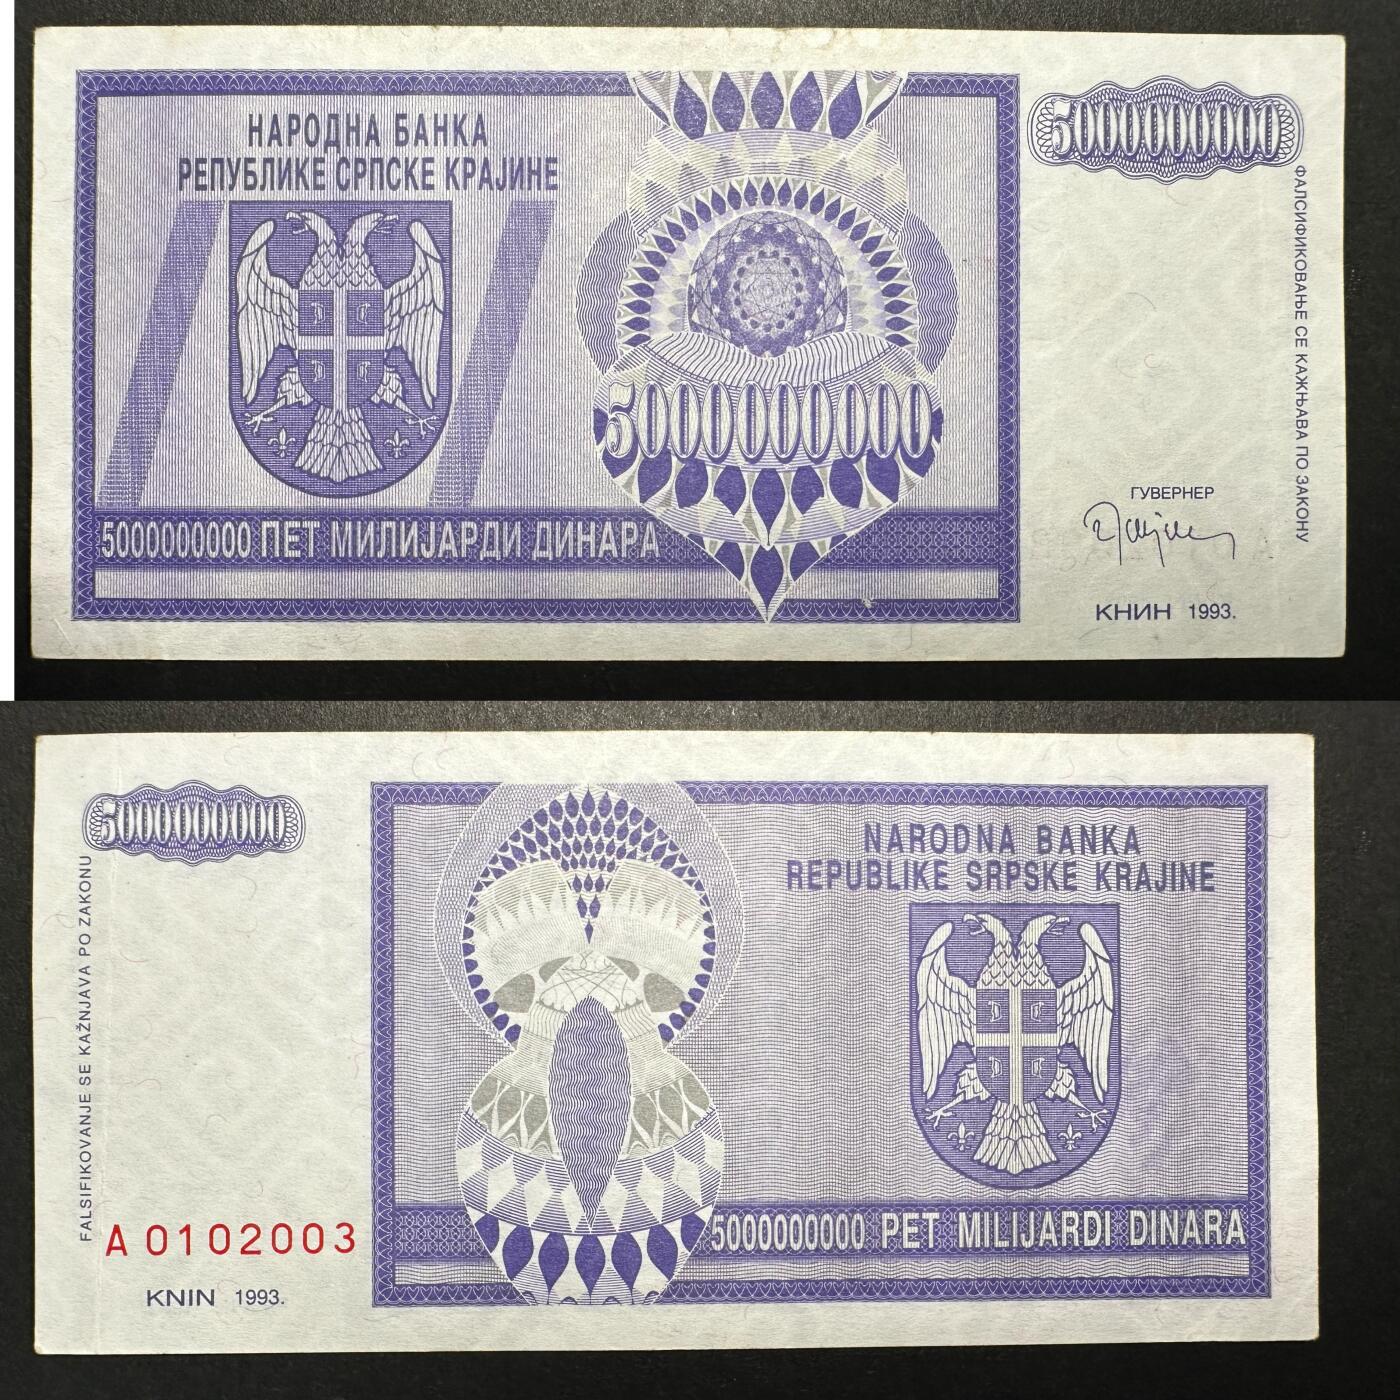 НАРОДНА БАНКА
РЕПУБЛИКЕ СРПСКЕ КРАЈИНЕ
5000000000
ФАЛСИФИКОВАЊЕ СЕ КАЖЊАВА ПО ЗАКОНУ
5000000000
5000000000 ПЕТ МИЛИЈАРДИ ДИНАРА
ГУВЕРНЕР
КНИН 1993.
5000000000
FALSIFIKOVANJE SE KAŽNJAVA PO ZAKONU
NARODNA BANKA
REPUBLIKE SRPSKE KRAJINE
A 0102003
KNIN 1993.
5000000000 PET MILIJARDI DINARA